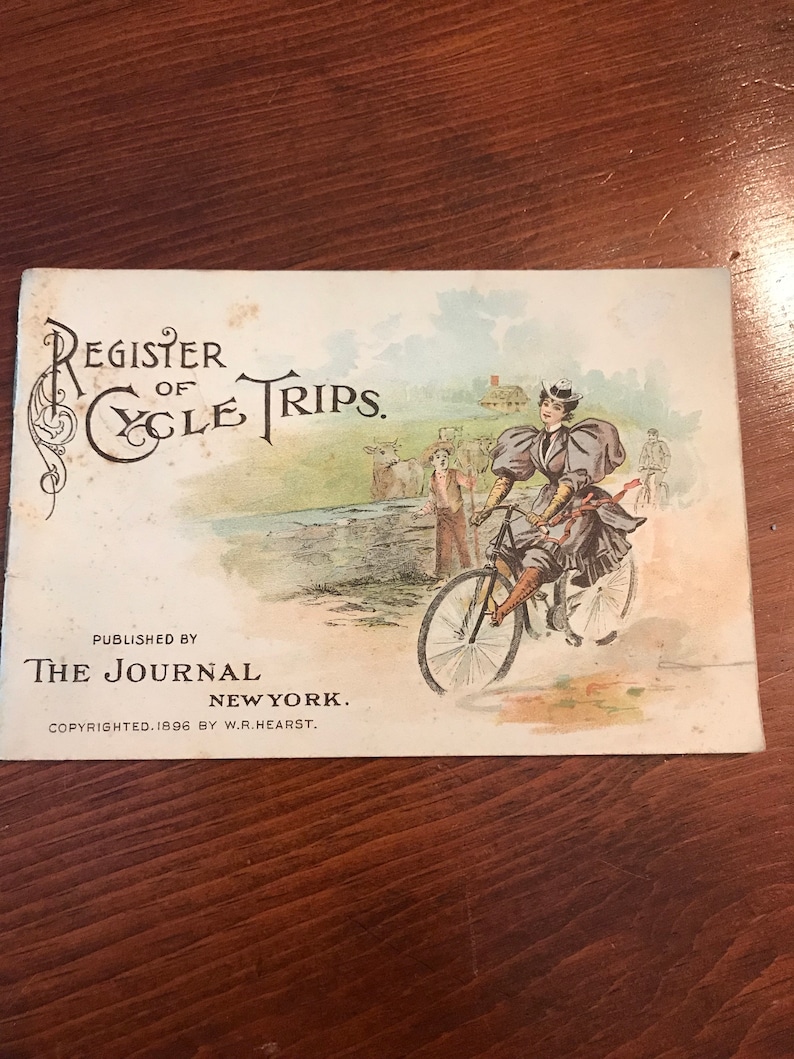 REGISTER
OF
CYCLE TRIPS.
PUBLISHED BY
THE JOURNAL
NEW YORK.
COPYRIGHTED. 1896 BY W. R. HEARST.